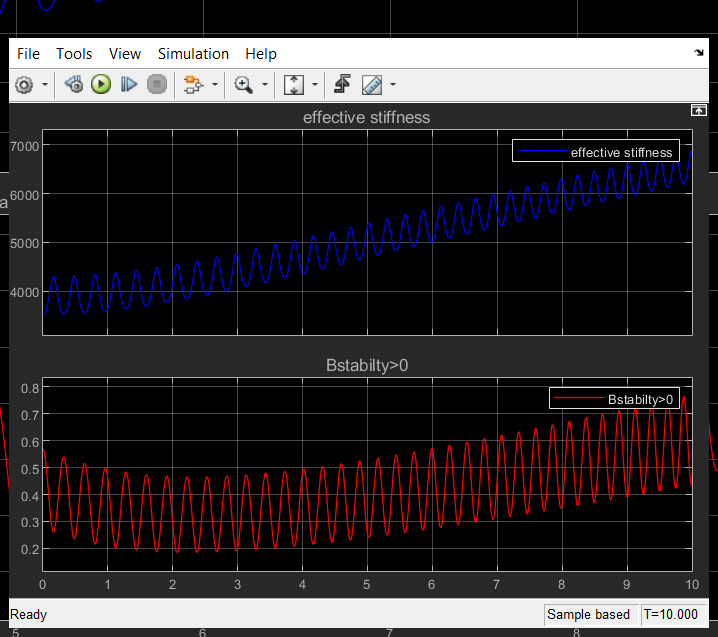 File Tools View Simulation Help
effective stiffness
effective stiffness
7000
6000
a
5000
4000
Bstabilty>0
Bstabilty>0
0.8
0.7
0.6
0.5
0.4
0.3
0.2
0 1 2 3 4 5 6 7 8 9 10
Ready Sample based T=10.000
5 6 7 8